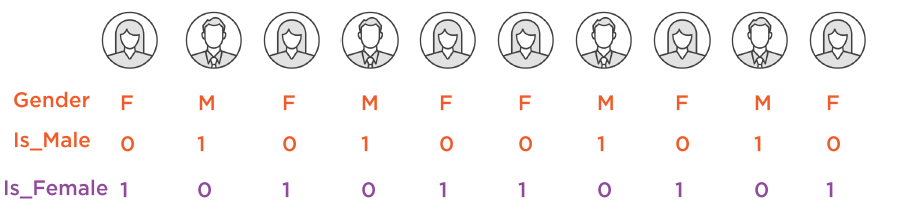 Gender F M F M F F M F M F
Is_Male 0 1 0 1 0 0 1 0 1 0
Is_Female 1 0 1 0 1 1 0 1 0 1